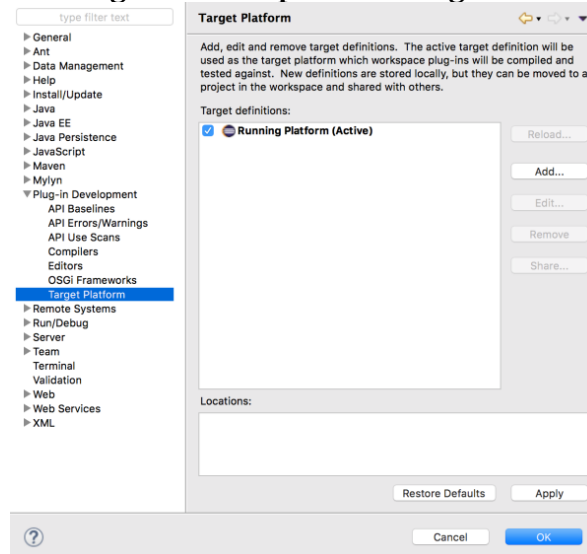 type filter text
General
Ant
Data Management
Help
Install/Update
Java
Java EE
Java Persistence
JavaScript
Maven
Mylyn
Plug-in Development
API Baselines
API Errors/Warnings
API Use Scans
Compilers
Editors
OSGi Frameworks
Target Platform
Remote Systems
Run/Debug
Server
Team
Terminal
Validation
Web
Web Services
XML
Target Platform
Add, edit and remove target definitions. The active target definition will be
used as the target platform which workspace plug-ins will be compiled and
tested against. New definitions are stored locally, but they can be moved to a
project in the workspace and shared with others.
Target definitions:
Running Platform (Active)
Reload...
Add...
Edit...
Remove
Share...
Locations:
Restore Defaults
Apply
?
Cancel
OK